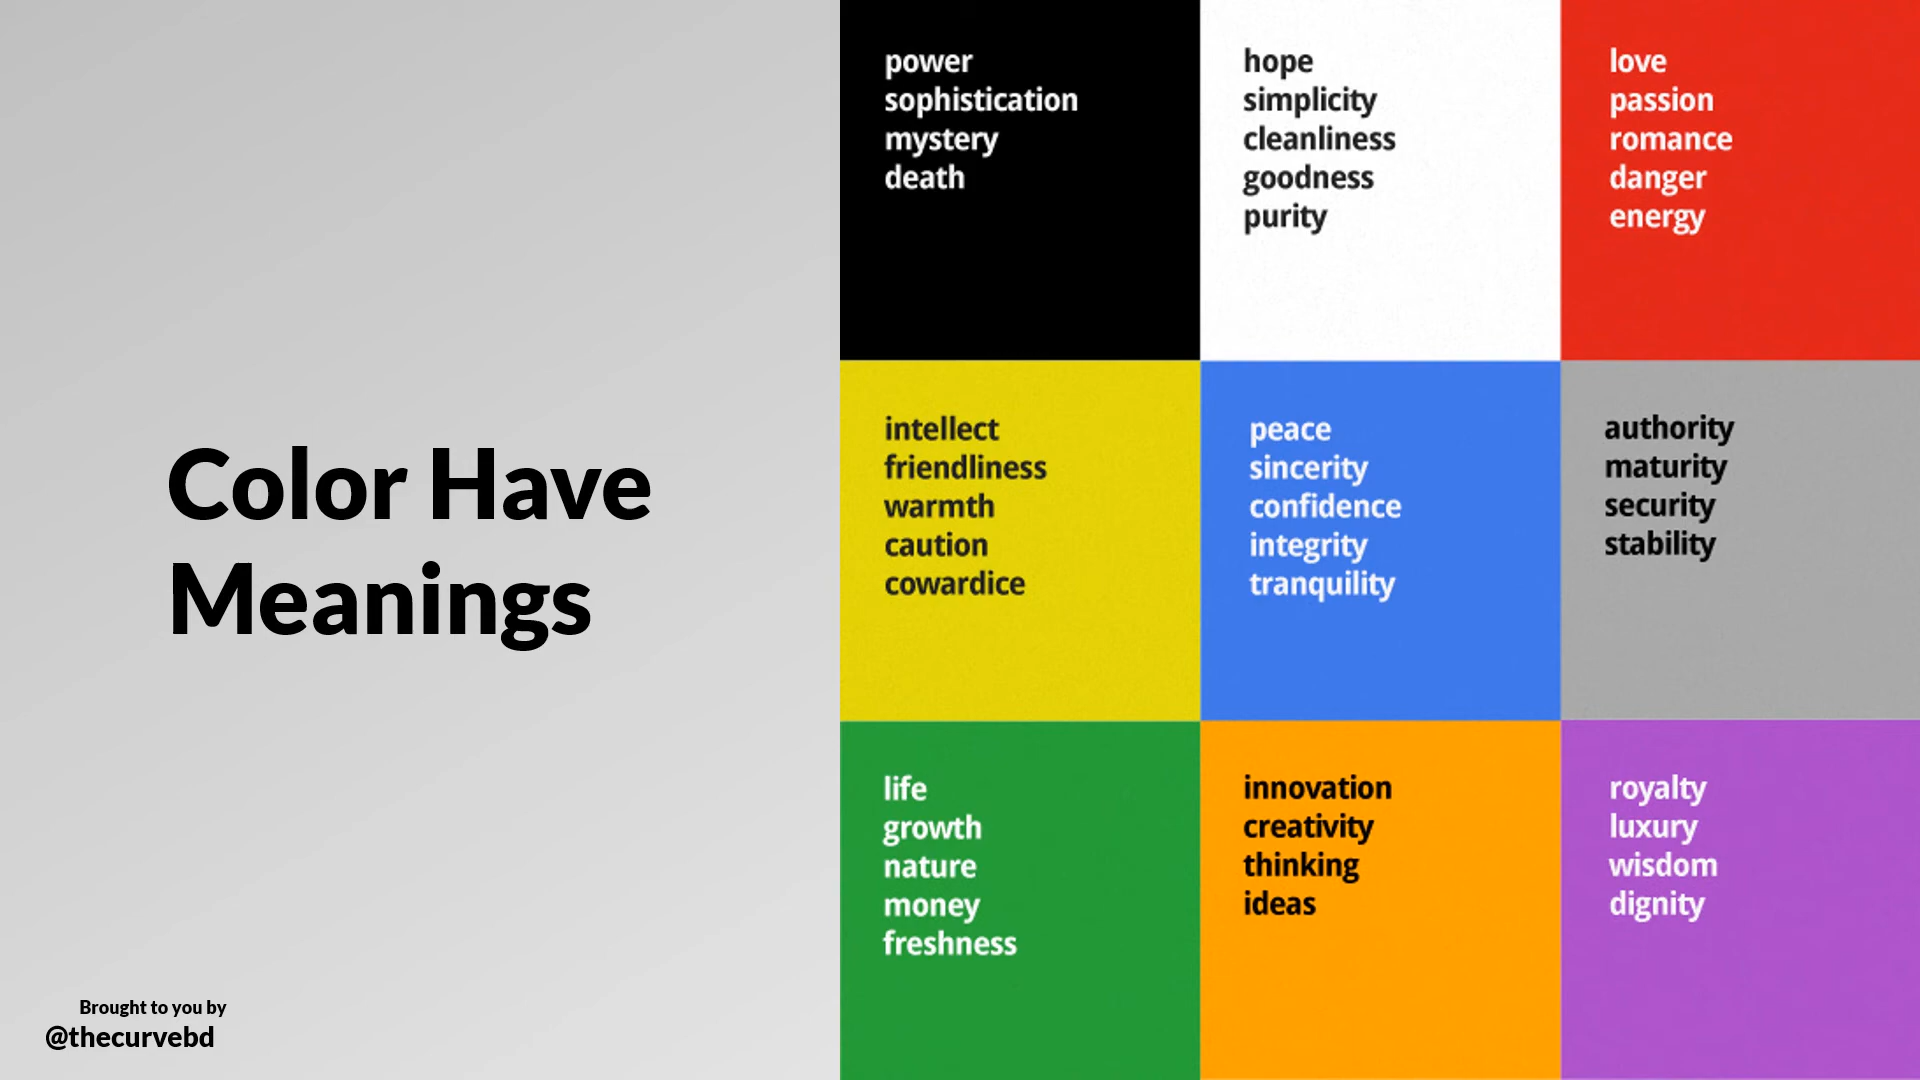 Color Have
Meanings
Brought to you by
@thecurvebd
power
sophistication
mystery
death
hope
simplicity
cleanliness
goodness
purity
love
passion
romance
danger
energy
intellect
friendliness
warmth
caution
cowardice
peace
sincerity
confidence
integrity
tranquility
authority
maturity
security
stability
life
growth
nature
money
freshness
innovation
creativity
thinking
ideas
royalty
luxury
wisdom
dignity